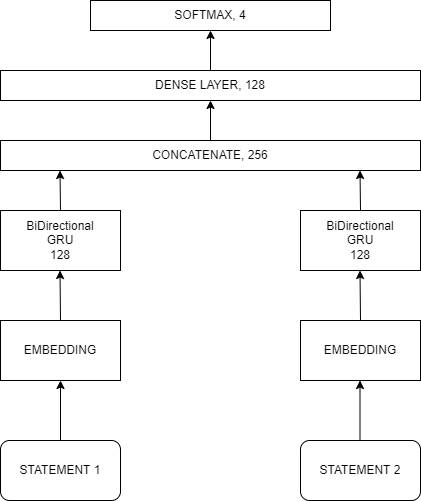 SOFTMAX, 4
DENSE LAYER, 128
CONCATENATE, 256
BiDirectional
GRU
128
BiDirectional
GRU
128
EMBEDDING
EMBEDDING
STATEMENT 1
STATEMENT 2